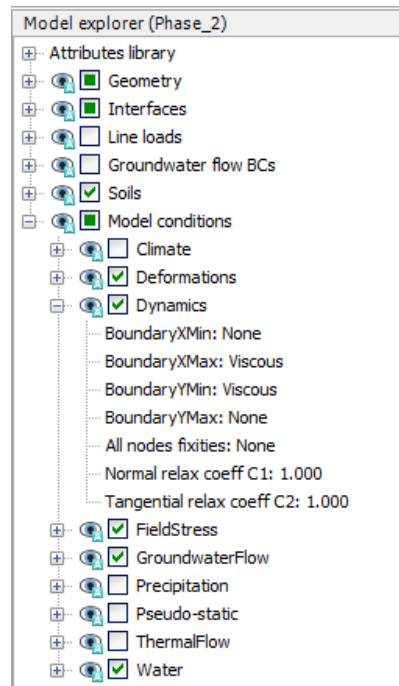 Model explorer (Phase_2)
Attributes library
Geometry
Interfaces
Line loads
Groundwater flow BCs
Soils
Model conditions
Climate
Deformations
Dynamics
BoundaryXMin: None
BoundaryXMax: Viscous
BoundaryYMin: Viscous
BoundaryYMax: None
All nodes fixities: None
Normal relax coeff C1: 1.000
Tangential relax coeff C2: 1.000
FieldStress
GroundwaterFlow
Precipitation
Pseudo-static
ThermalFlow
Water